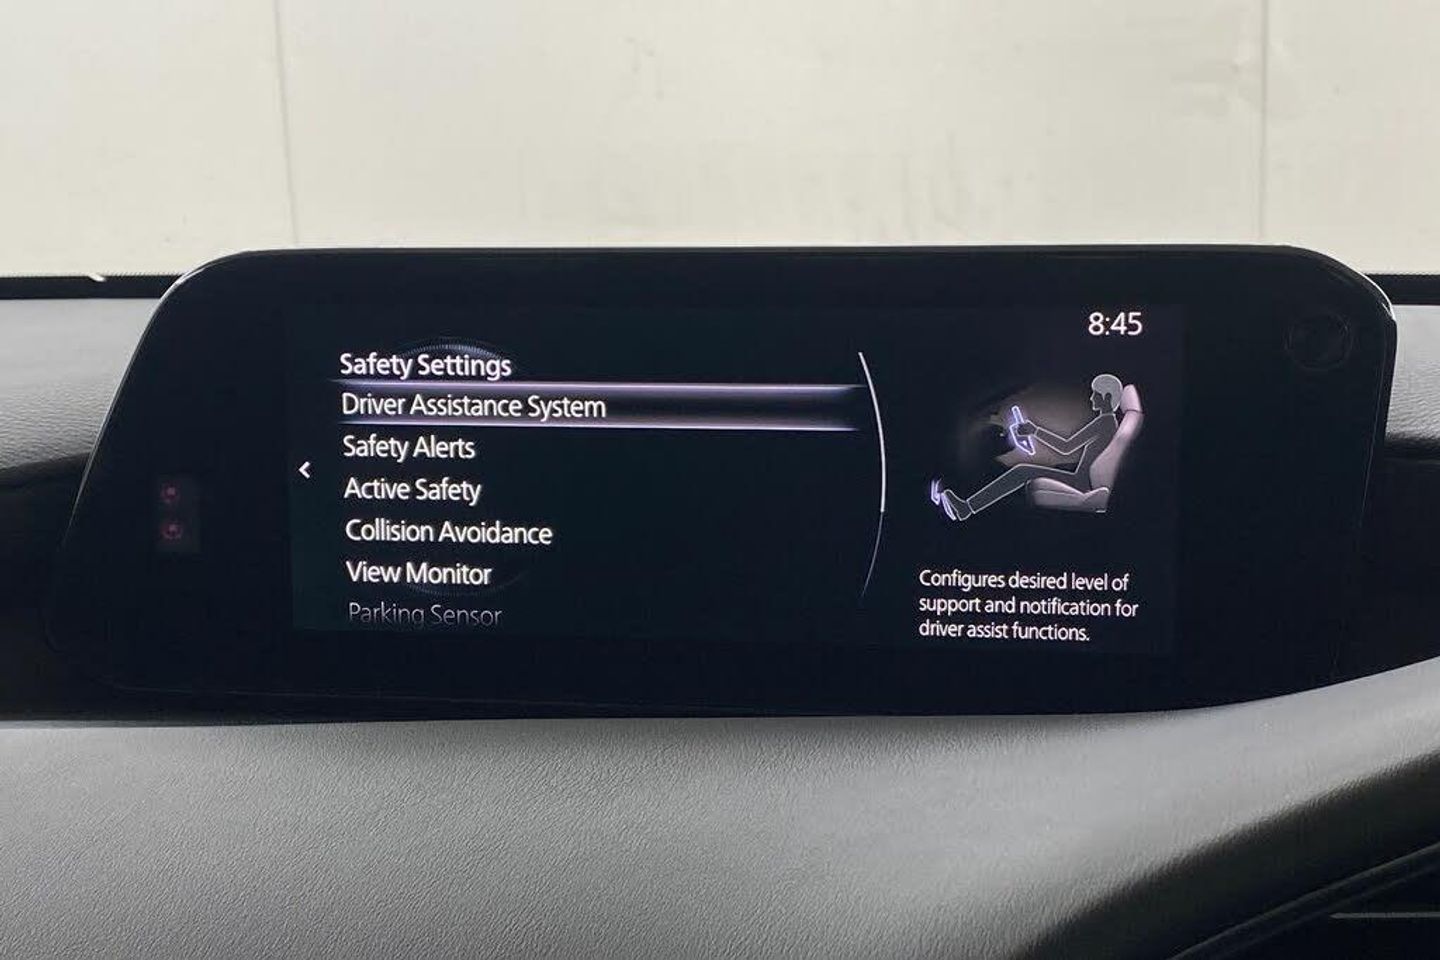 8:45
Safety Settings
Driver Assistance System
Safety Alerts
Active Safety
Collision Avoidance
View Monitor
Parking Sensor
Configures desired level of
support and notification for
driver assist functions.